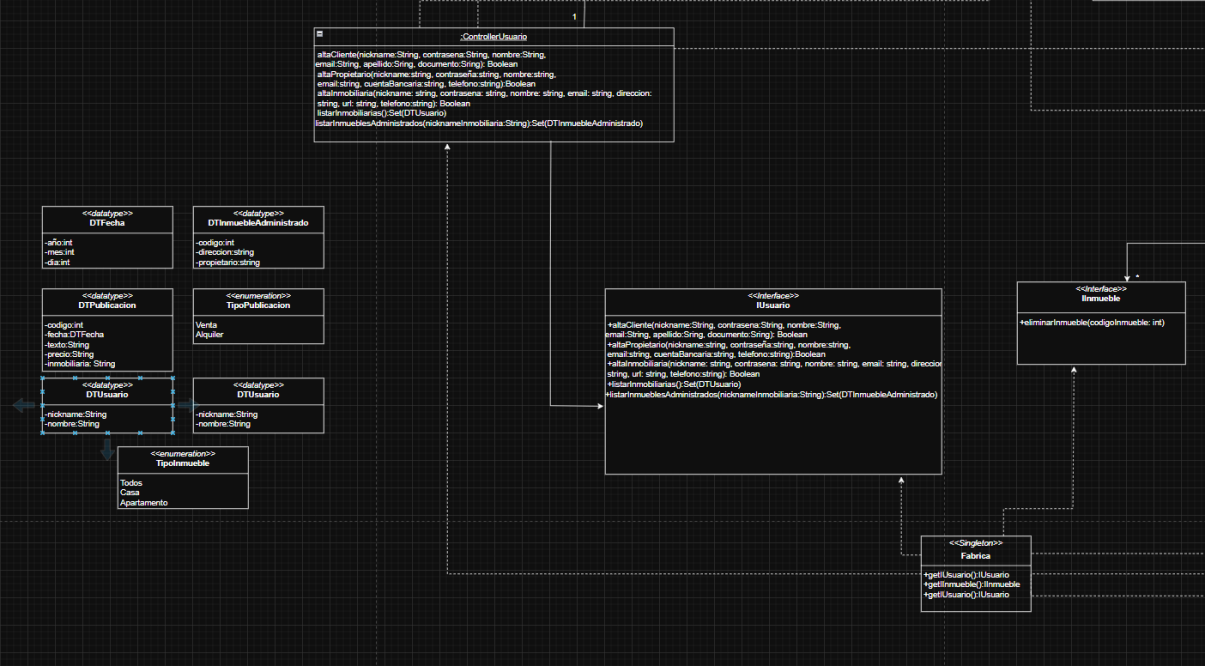 1
:ControllerUsuario
altaCliente(nickname:String, contrasena:String, nombre:String,
email:String, apellido:Sring, documento:Sring): Boolean
altaPropietario(nickname:string, contraseña:string, nombre:string,
email:string, cuentaBancaria:string, telefono:string):Boolean
altaInmobiliaria(nickname: string, contrasena: string, nombre: string, email: string, direccion:
string, url: string, telefono:string): Boolean
listarInmobiliarias():Set(DTUsuario)
listarInmueblesAdministrados(nicknameInmobiliaria:String):Set(DTInmuebleAdministrado)
<<datatype>>
DTFecha
-año:int
-mes:int
-dia:int
<<datatype>>
DTInmuebleAdministrado
-codigo:int
-direccion:string
-propietario:string
<<datatype>>
DTPublicacion
-codigo:int
-fecha:DTFecha
-texto:String
-precio:String
-inmobiliaria: String
<<enumeration>>
TipoPublicacion
Venta
Alquiler
<<datatype>>
DTUsuario
-nickname:String
-nombre:String
<<datatype>>
DTUsuario
-nickname:String
-nombre:String
<<enumeration>>
TipoInmueble
Todos
Casa
Apartamento
<<Interface>>
IUsuario
+altaCliente(nickname:String, contrasena:String, nombre:String,
email:String, apellido:Sring, documento:Sring): Boolean
+altaPropietario(nickname:string, contraseña:string, nombre:string,
email:string, cuentaBancaria:string, telefono:string):Boolean
+altaInmobiliaria(nickname: string, contrasena: string, nombre: string, email: string, direccion
string, url: string, telefono:string): Boolean
+listarInmobiliarias():Set(DTUsuario)
+listarInmueblesAdministrados(nicknameInmobiliaria:String):Set(DTInmuebleAdministrado)
*
<<Interface>>
IInmueble
+eliminarInmueble(codigoInmueble: int)
<<Singleton>>
Fabrica
+getIUsuario():IUsuario
+getIInmueble():IInmueble
+getIUsuario():IUsuario